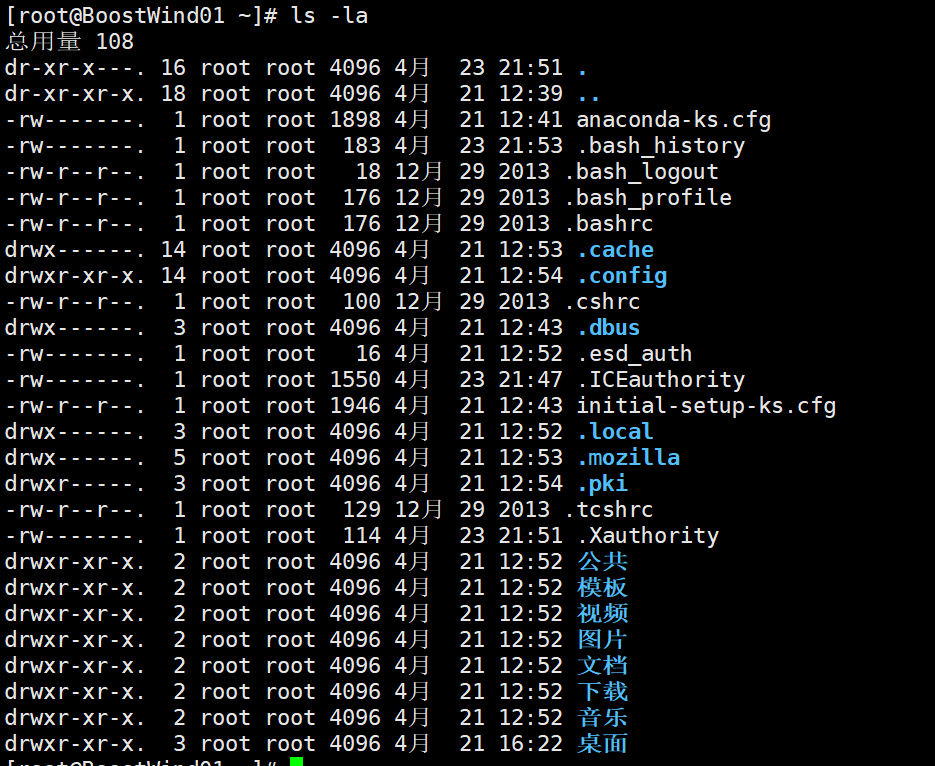 [root@BoostWind01 ~]# ls -la
总用量 108
dr-xr-x---. 16 root root 4096 4月  23 21:51 .
dr-xr-xr-x. 18 root root 4096 4月  21 12:39 ..
-rw-------.  1 root root 1898 4月  21 12:41 anaconda-ks.cfg
-rw-------.  1 root root  183 4月  23 21:53 .bash_history
-rw-r--r--.  1 root root   18 12月 29 2013 .bash_logout
-rw-r--r--.  1 root root  176 12月 29 2013 .bash_profile
-rw-r--r--.  1 root root  176 12月 29 2013 .bashrc
drwx------. 14 root root 4096 4月  21 12:53 .cache
drwxr-xr-x. 14 root root 4096 4月  21 12:54 .config
-rw-r--r--.  1 root root  100 12月 29 2013 .cshrc
drwx------.  3 root root 4096 4月  21 12:43 .dbus
-rw-------.  1 root root   16 4月  21 12:52 .esd_auth
-rw-------.  1 root root 1550 4月  23 21:47 .ICEauthority
-rw-r--r--.  1 root root 1946 4月  21 12:43 initial-setup-ks.cfg
drwx------.  3 root root 4096 4月  21 12:52 .local
drwx------.  5 root root 4096 4月  21 12:53 .mozilla
drwxr-----.  3 root root 4096 4月  21 12:54 .pki
-rw-r--r--.  1 root root  129 12月 29 2013 .tcshrc
-rw-------.  1 root root  114 4月  23 21:51 .Xauthority
drwxr-xr-x.  2 root root 4096 4月  21 12:52 公共
drwxr-xr-x.  2 root root 4096 4月  21 12:52 模板
drwxr-xr-x.  2 root root 4096 4月  21 12:52 视频
drwxr-xr-x.  2 root root 4096 4月  21 12:52 图片
drwxr-xr-x.  2 root root 4096 4月  21 12:52 文档
drwxr-xr-x.  2 root root 4096 4月  21 12:52 下载
drwxr-xr-x.  2 root root 4096 4月  21 12:52 音乐
drwxr-xr-x.  3 root root 4096 4月  21 16:22 桌面
[root@BoostWind01 ~]#